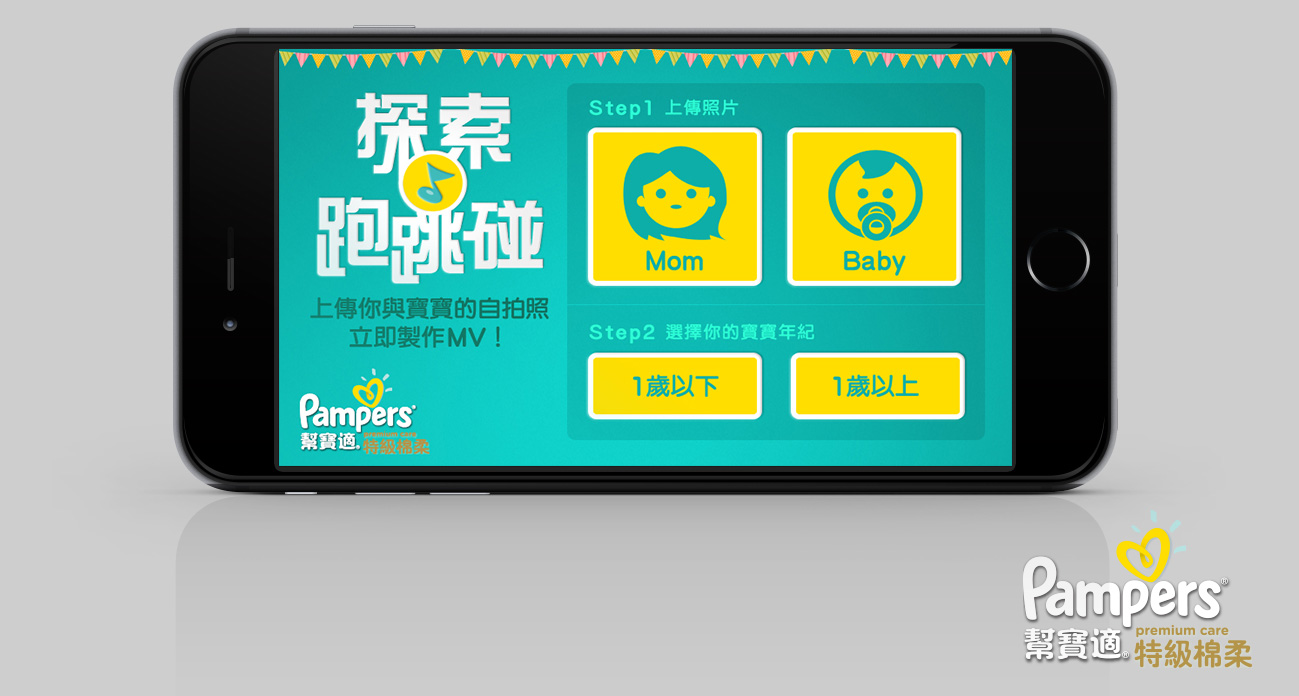 探索
跑跳碰
上傳你與寶寶的自拍照
立即製作MV！
Pampers®
幫寶適®
premium care
特級棉柔
Step1 上傳照片
Mom
Baby
Step2 選擇你的寶寶年紀
1歲以下
1歲以上
Pampers®
幫寶適®
premium care
特級棉柔